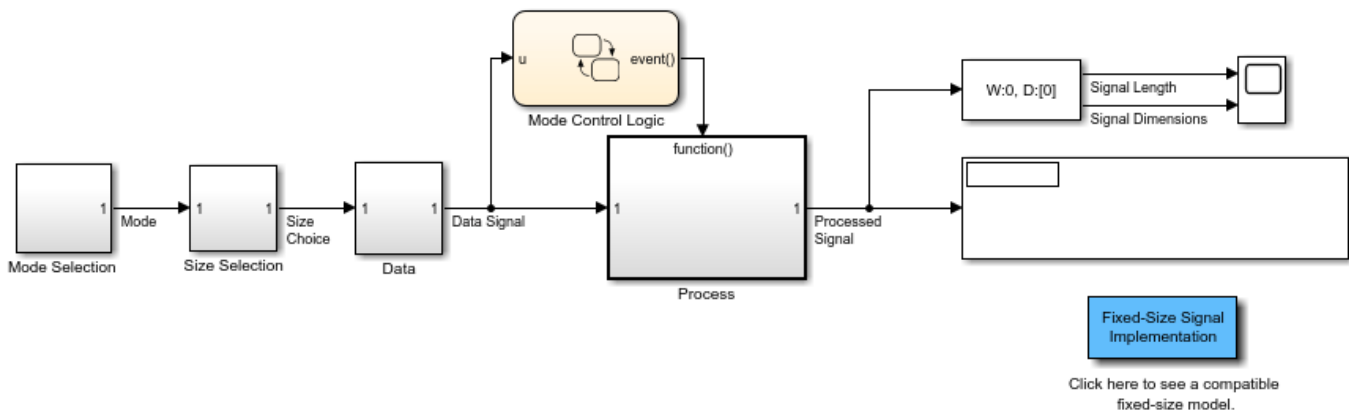 u
event()
Mode Control Logic
W:0, D:[0]
Signal Length
Signal Dimensions
function()
1
Mode
1
1
Size
Choice
1
1
Data Signal
1
1
Processed
Signal
Mode Selection
Size Selection
Data
Process
Fixed-Size Signal
Implementation
Click here to see a compatible
fixed-size model.